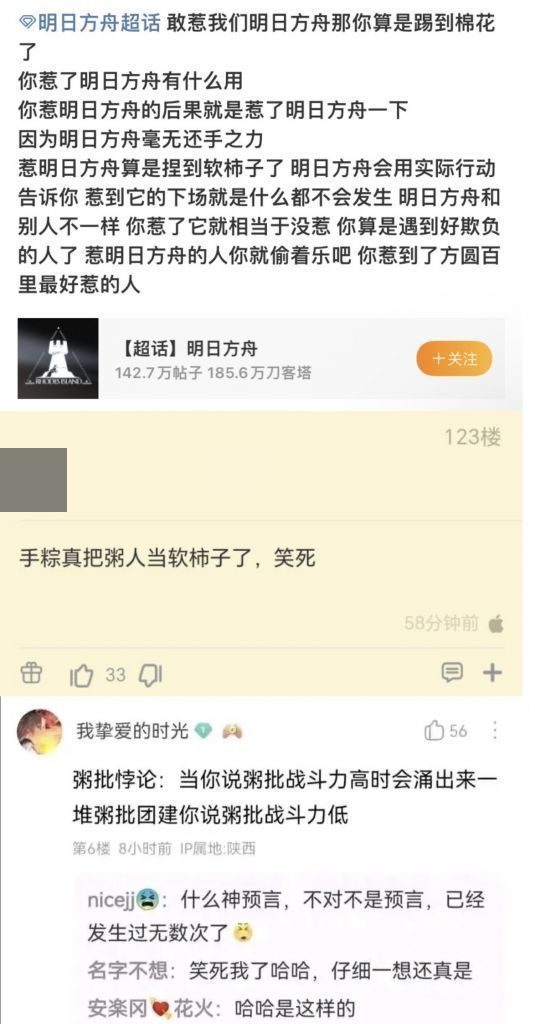 明日方舟超话 敢惹我们明日方舟那你算是踢到棉花
了
你惹了明日方舟有什么用
你惹明日方舟的后果就是惹了明日方舟一下
因为明日方舟毫无还手之力
惹明日方舟算是捏到软柿子了 明日方舟会用实际行动
告诉你 惹到它的下场就是什么都不会发生 明日方舟和
别人不一样 你惹了它就相当于没惹 你算是遇到好欺负
的人了 惹明日方舟的人你就偷着乐吧 你惹到了方圆百
里最好惹的人
RHODES ISLAND
【超话】明日方舟
142.7万帖子 185.6万刀客塔
+关注
123楼
手粽真把粥人当软柿子了，笑死
58分钟前
33
我挚爱的时光
1
56
粥批悖论：当你说粥批战斗力高时会涌出来一
堆粥批团建你说粥批战斗力低
第6楼 8小时前 IP属地:陕西
nicejj😫：什么神预言，不对不是预言，已经
发生过无数次了😲
名字不想：笑死我了哈哈，仔细一想还真是
安楽冈💘花火：哈哈是这样的